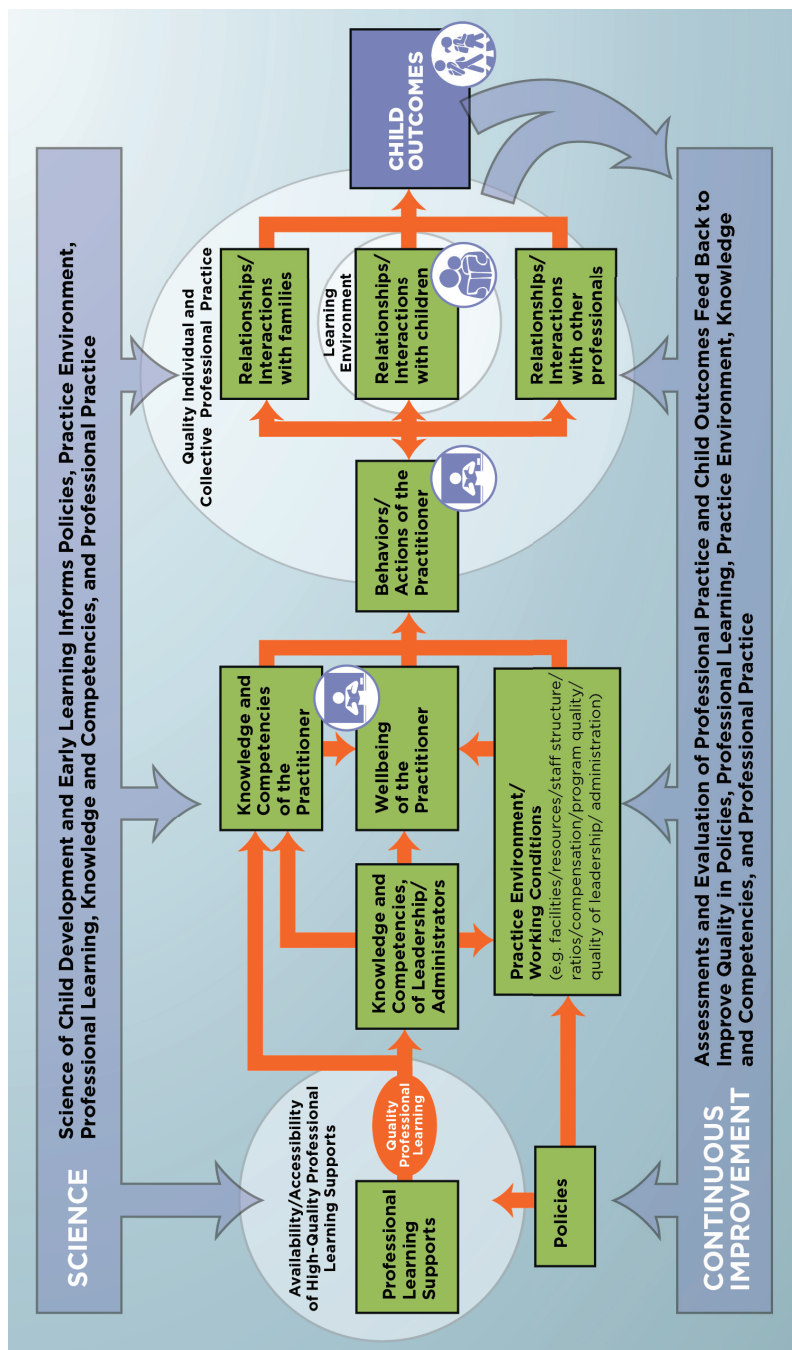 SCIENCE
Science of Child Development and Early Learning Informs Policies, Practice Environment,
Professional Learning, Knowledge and Competencies, and Professional Practice
Availability/Accessibility
of High-Quality Professional
Learning Supports
Professional
Learning
Supports
Quality
Professional
Learning
Policies
Knowledge and
Competencies,
of Leadership/
Administrators
Knowledge and
Competencies
of the
Practitioner
Wellbeing
of the
Practitioner
Practice Environment/
Working Conditions
(e.g. facilities/resources/staff structure/
ratios/compensation/program quality/
quality of leadership/ administration)
Behaviors/
Actions of the
Practitioner
Quality Individual and
Collective Professional Practice
Relationships/
Interactions
with families
Learning
Environment
Relationships/
Interactions
with children
Relationships/
Interactions
with other
professionals
CHILD
OUTCOMES
CONTINUOUS
IMPROVEMENT
Assessments and Evaluation of Professional Practice and Child Outcomes Feed Back to
Improve Quality in Policies, Professional Learning, Practice Environment, Knowledge
and Competencies, and Professional Practice